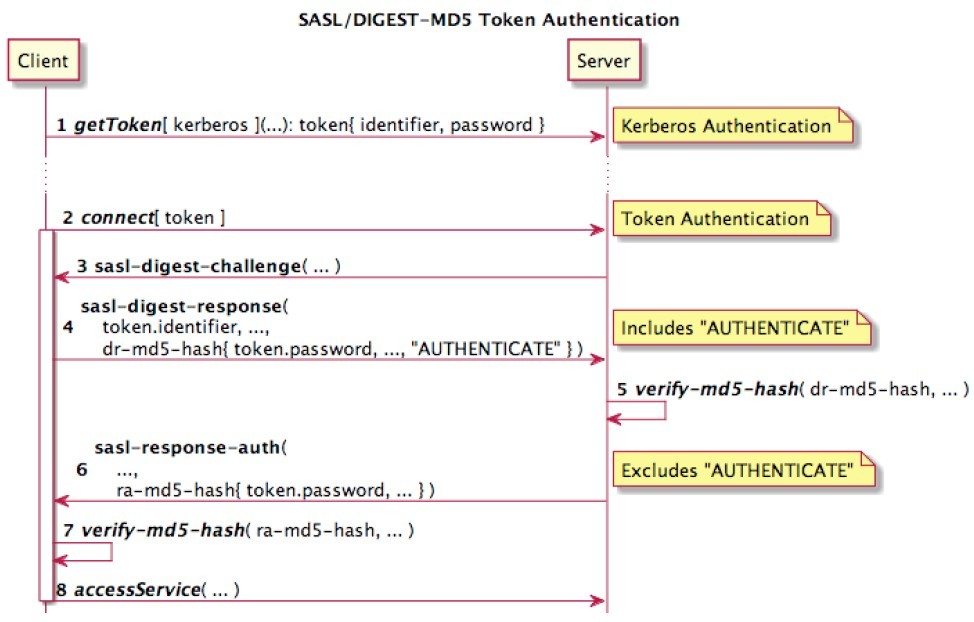 SASL/DIGEST-MD5 Token Authentication
Client
Server
1 getToken[ kerberos ](...): token{ identifier, password }
Kerberos Authentication
2 connect[ token ]
Token Authentication
3 sasl-digest-challenge( ... )
sasl-digest-response(
4 token.identifier, ...,
dr-md5-hash{ token.password, ..., "AUTHENTICATE" } )
Includes "AUTHENTICATE"
5 verify-md5-hash( dr-md5-hash, ... )
sasl-response-auth(
6 ...,
ra-md5-hash{ token.password, ... } )
Excludes "AUTHENTICATE"
7 verify-md5-hash( ra-md5-hash, ... )
8 accessService( ... )